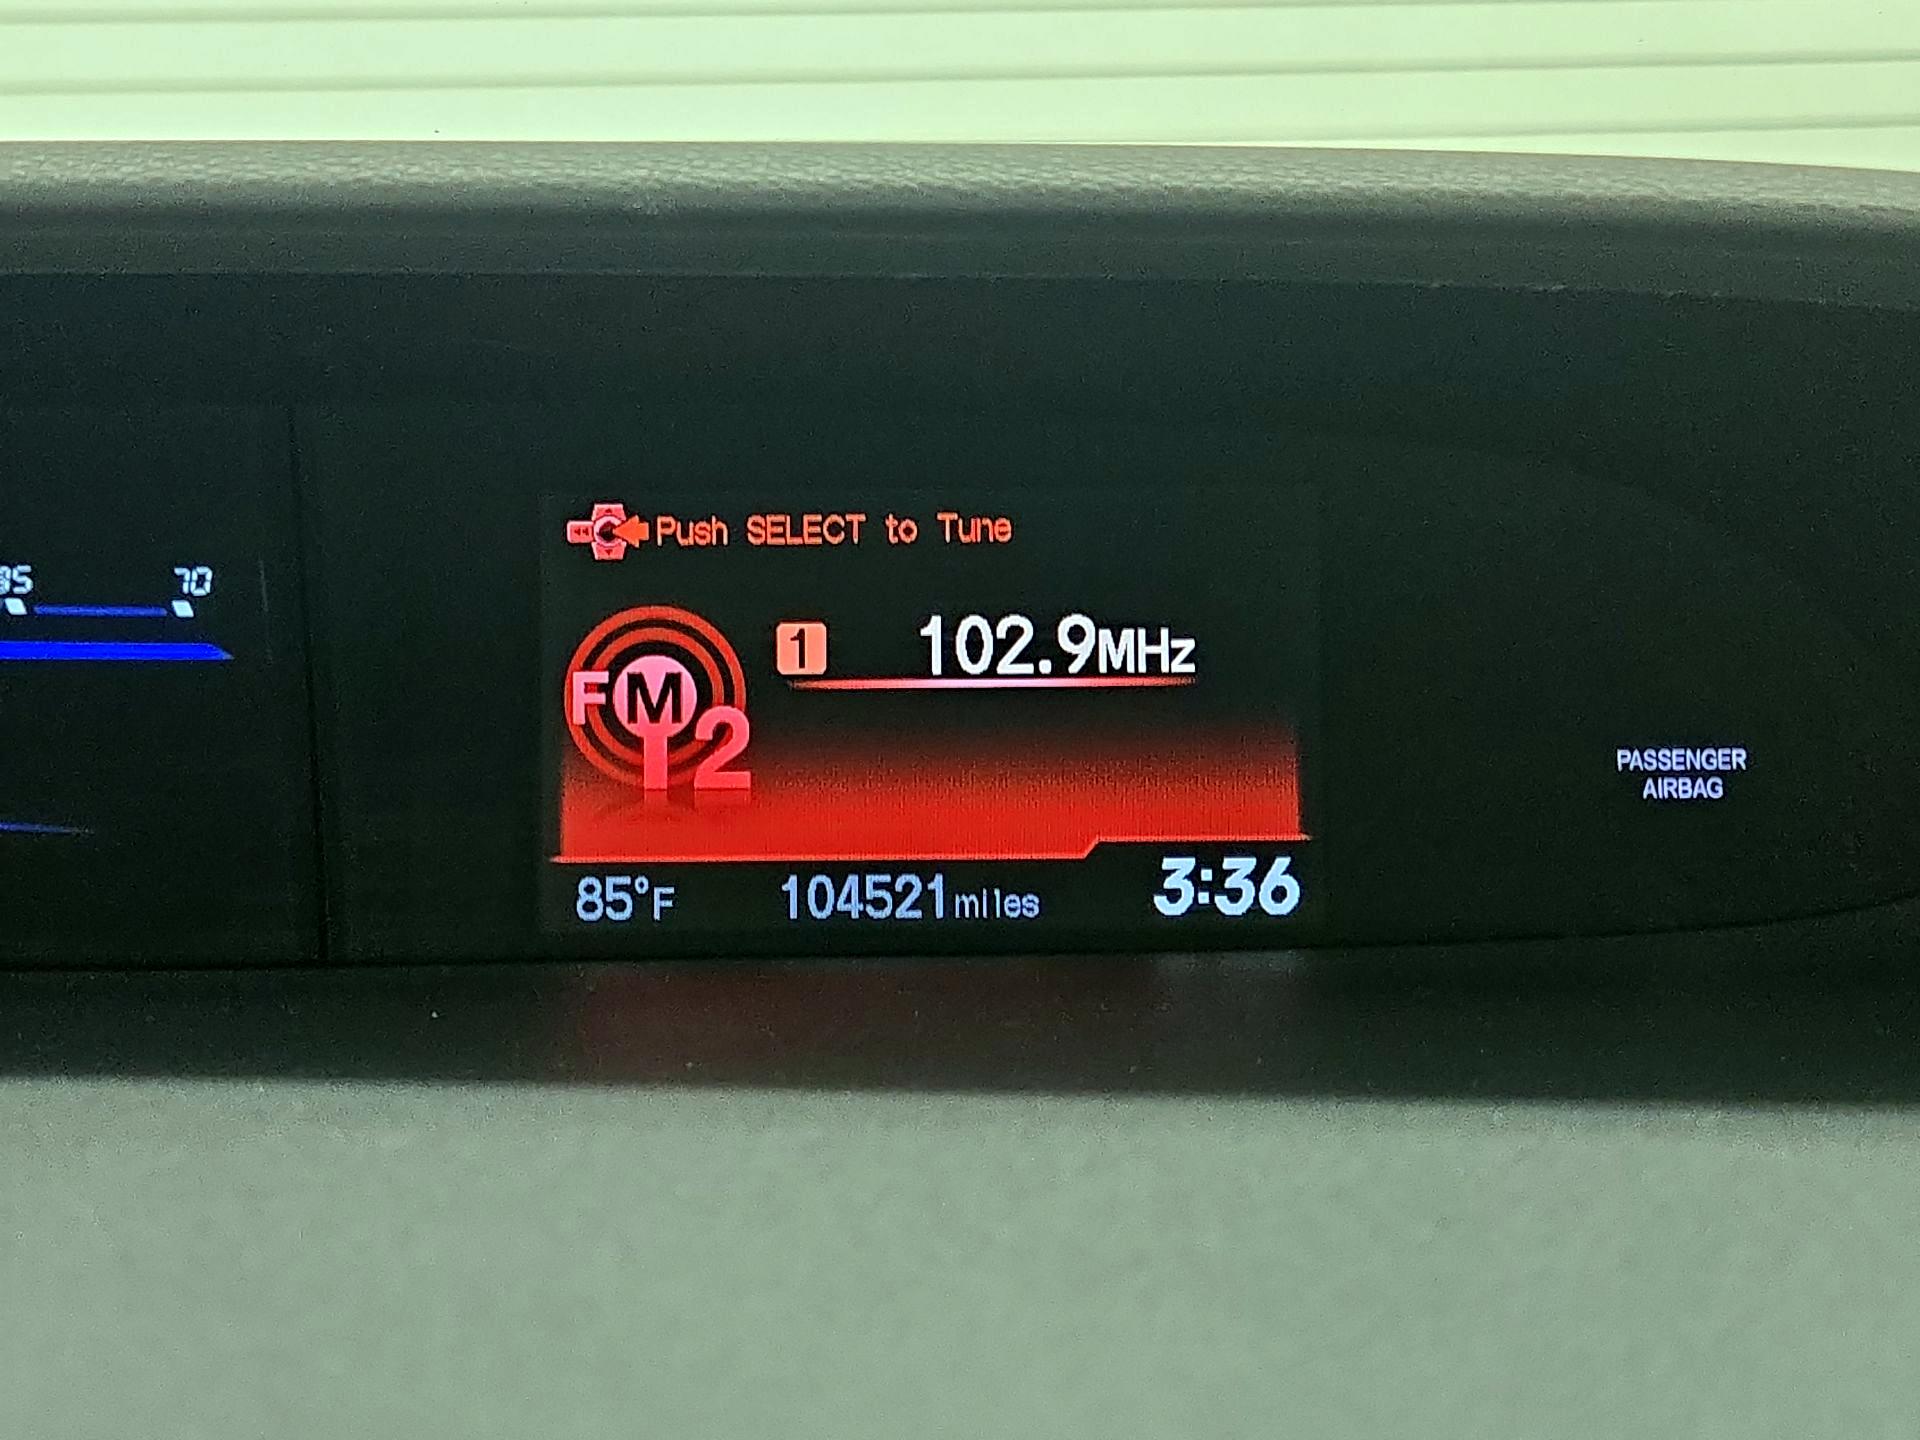 Push SELECT to Tune
70
1 102.9MHz
FM 2
PASSENGER
AIRBAG
85°F 104521miles 3:36